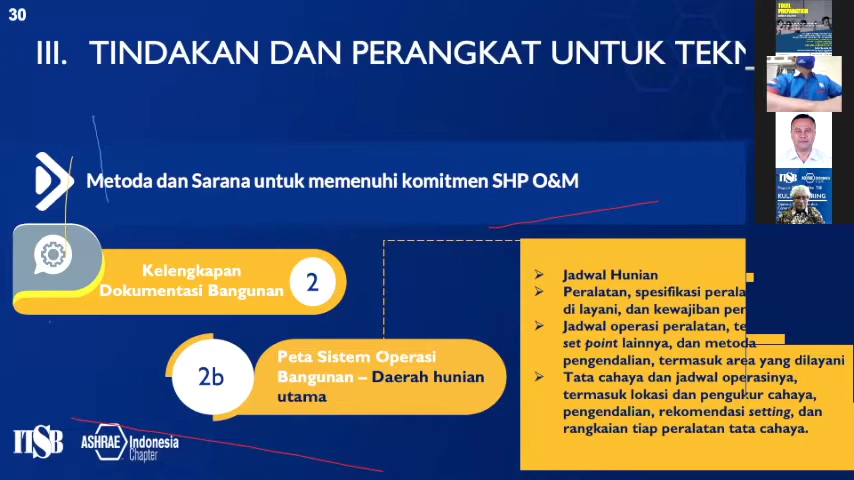 30
III. TINDAKAN DAN PERANGKAT UNTUK TEKN
Metoda dan Sarana untuk memenuhi komitmen SHP O&M
Kelengkapan
Dokumentasi Bangunan
2
2b
Peta Sistem Operasi
Bangunan – Daerah hunian
utama
➢ Jadwal Hunian
➢ Peralatan, spesifikasi perala
di layani, dan kewajiban per
➢ Jadwal operasi peralatan, te
set point lainnya, dan metoda
pengendalian, termasuk area yang dilayani
➢ Tata cahaya dan jadwal operasinya,
termasuk lokasi dan pengukur cahaya,
pengendalian, rekomendasi setting, dan
rangkaian tiap peralatan tata cahaya.
ITSB
ASHRAE Indonesia
Chapter
TOEFL
PREPARATION
ITSB